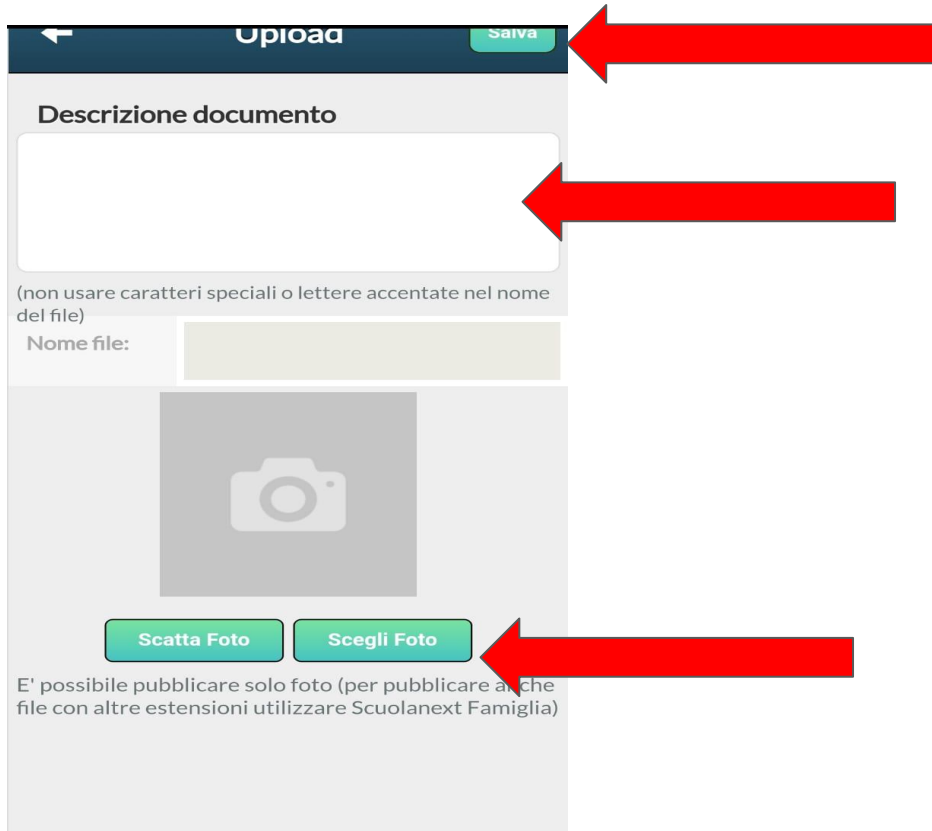 Upload
Salva
Descrizione documento
(non usare caratteri speciali o lettere accentate nel nome
del file)
Nome file:
Scatta Foto
Scegli Foto
E' possibile pubblicare solo foto (per pubblicare anche
file con altre estensioni utilizzare Scuolanext Famiglia)